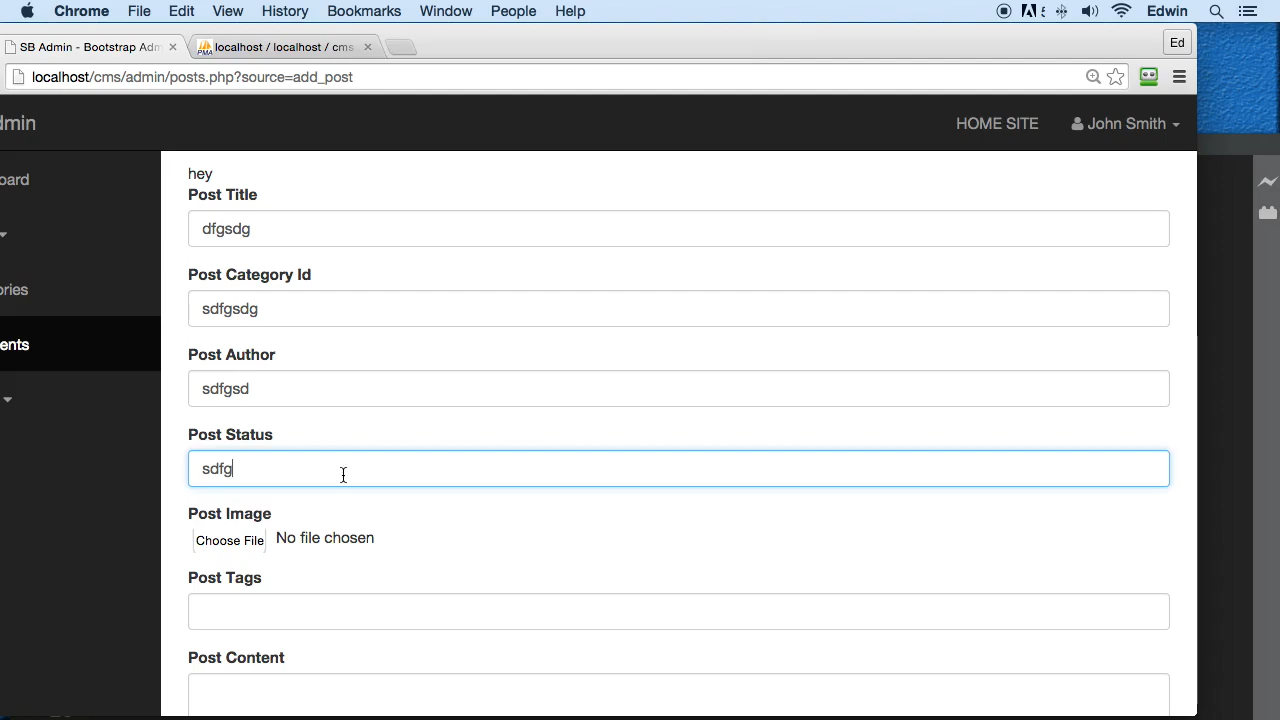 Chrome File Edit View History Bookmarks Window People Help Edwin
SB Admin - Bootstrap Adm localhost / localhost / cms Ed
localhost/cms/admin/posts.php?source=add_post
dmin HOME SITE John Smith
hey
oard
Post Title
dfgsdg
Post Category Id
ories
sdfgsdg
ents
Post Author
sdfgsd
Post Status
sdfg
Post Image
Choose File No file chosen
Post Tags
Post Content